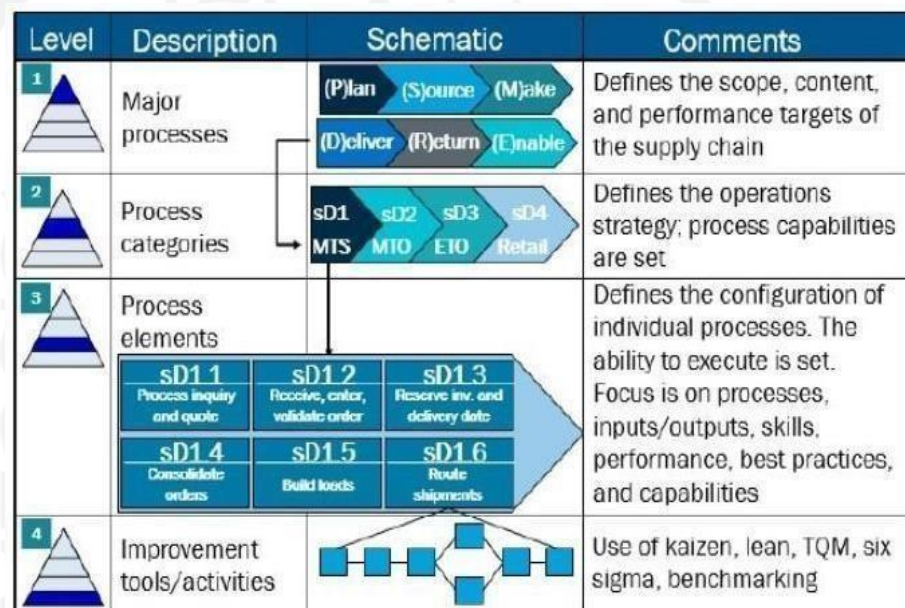 Level Description Schematic Comments
1
Major
processes
(P)lan (S)ource (M)ake
(D)eliver (R)eturn (E)nable
Defines the scope, content,
and performance targets of
the supply chain
2
Process
categories
sD1 sD2 sD3 sD4
MTS MTO ETO Retail
Defines the operations
strategy; process capabilities
are set
3
Process
elements
sD1.1
Process inquiry
and quote
sD1.2
Receive, enter,
validate order
sD1.3
Reserve inv. and
delivery date
sD1.4
Consolidate
orders
sD1.5
Build loads
sD1.6
Route
shipments
Defines the configuration of
individual processes. The
ability to execute is set.
Focus is on processes,
inputs/outputs, skills,
performance, best practices,
and capabilities
4
Improvement
tools/activities
Use of kaizen, lean, TQM, six
sigma, benchmarking